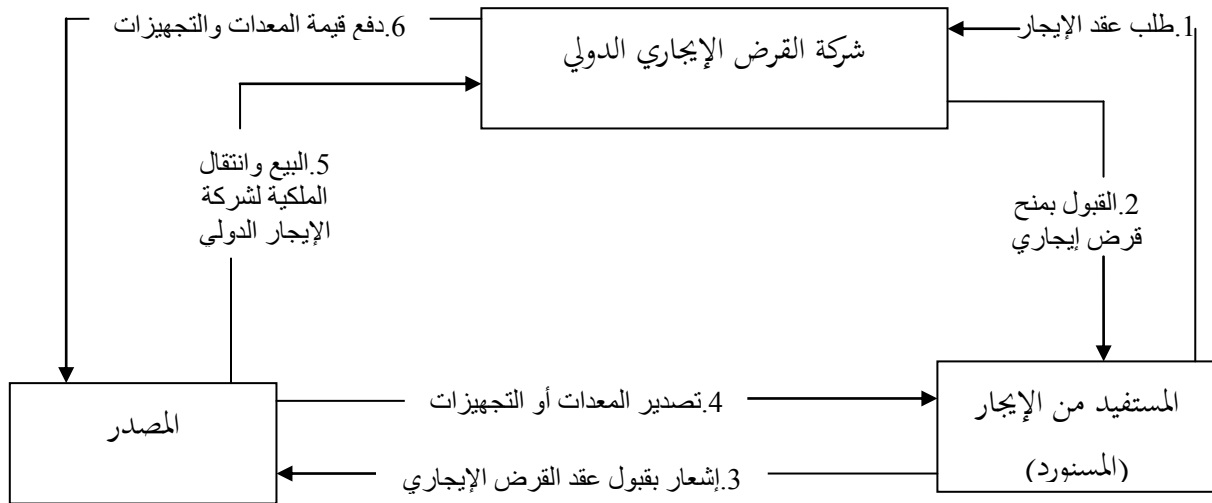 1.طلب عقد الإيجار
6.دفع قيمة المعدات والتجهيزات
شركة القرض الإيجاري الدولي
5.البيع وانتقال
الملكية لشركة
الإيجار الدولي
2.القبول بمنح
قرض إيجاري
المستفيد من الإيجار
(المسنورد)
4.تصدير المعدات أو التجهيزات
المصدر
3.إشعار بقبول عقد القرض الإيجاري